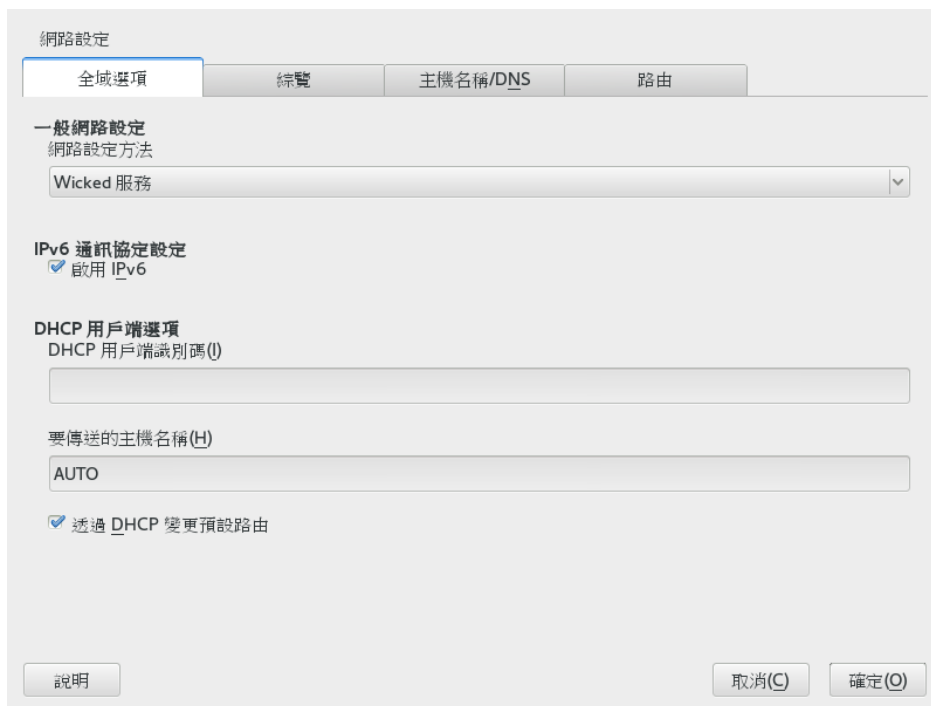 網路設定
全域選項
綜覽
主機名稱/DNS
路由
一般網路設定
網路設定方法
Wicked 服務
IPv6 通訊協定設定
啟用 IPv6
DHCP 用戶端選項
DHCP 用戶端識別碼(I)
要傳送的主機名稱(H)
AUTO
透過 DHCP 變更預設路由
說明
取消(C)
確定(O)